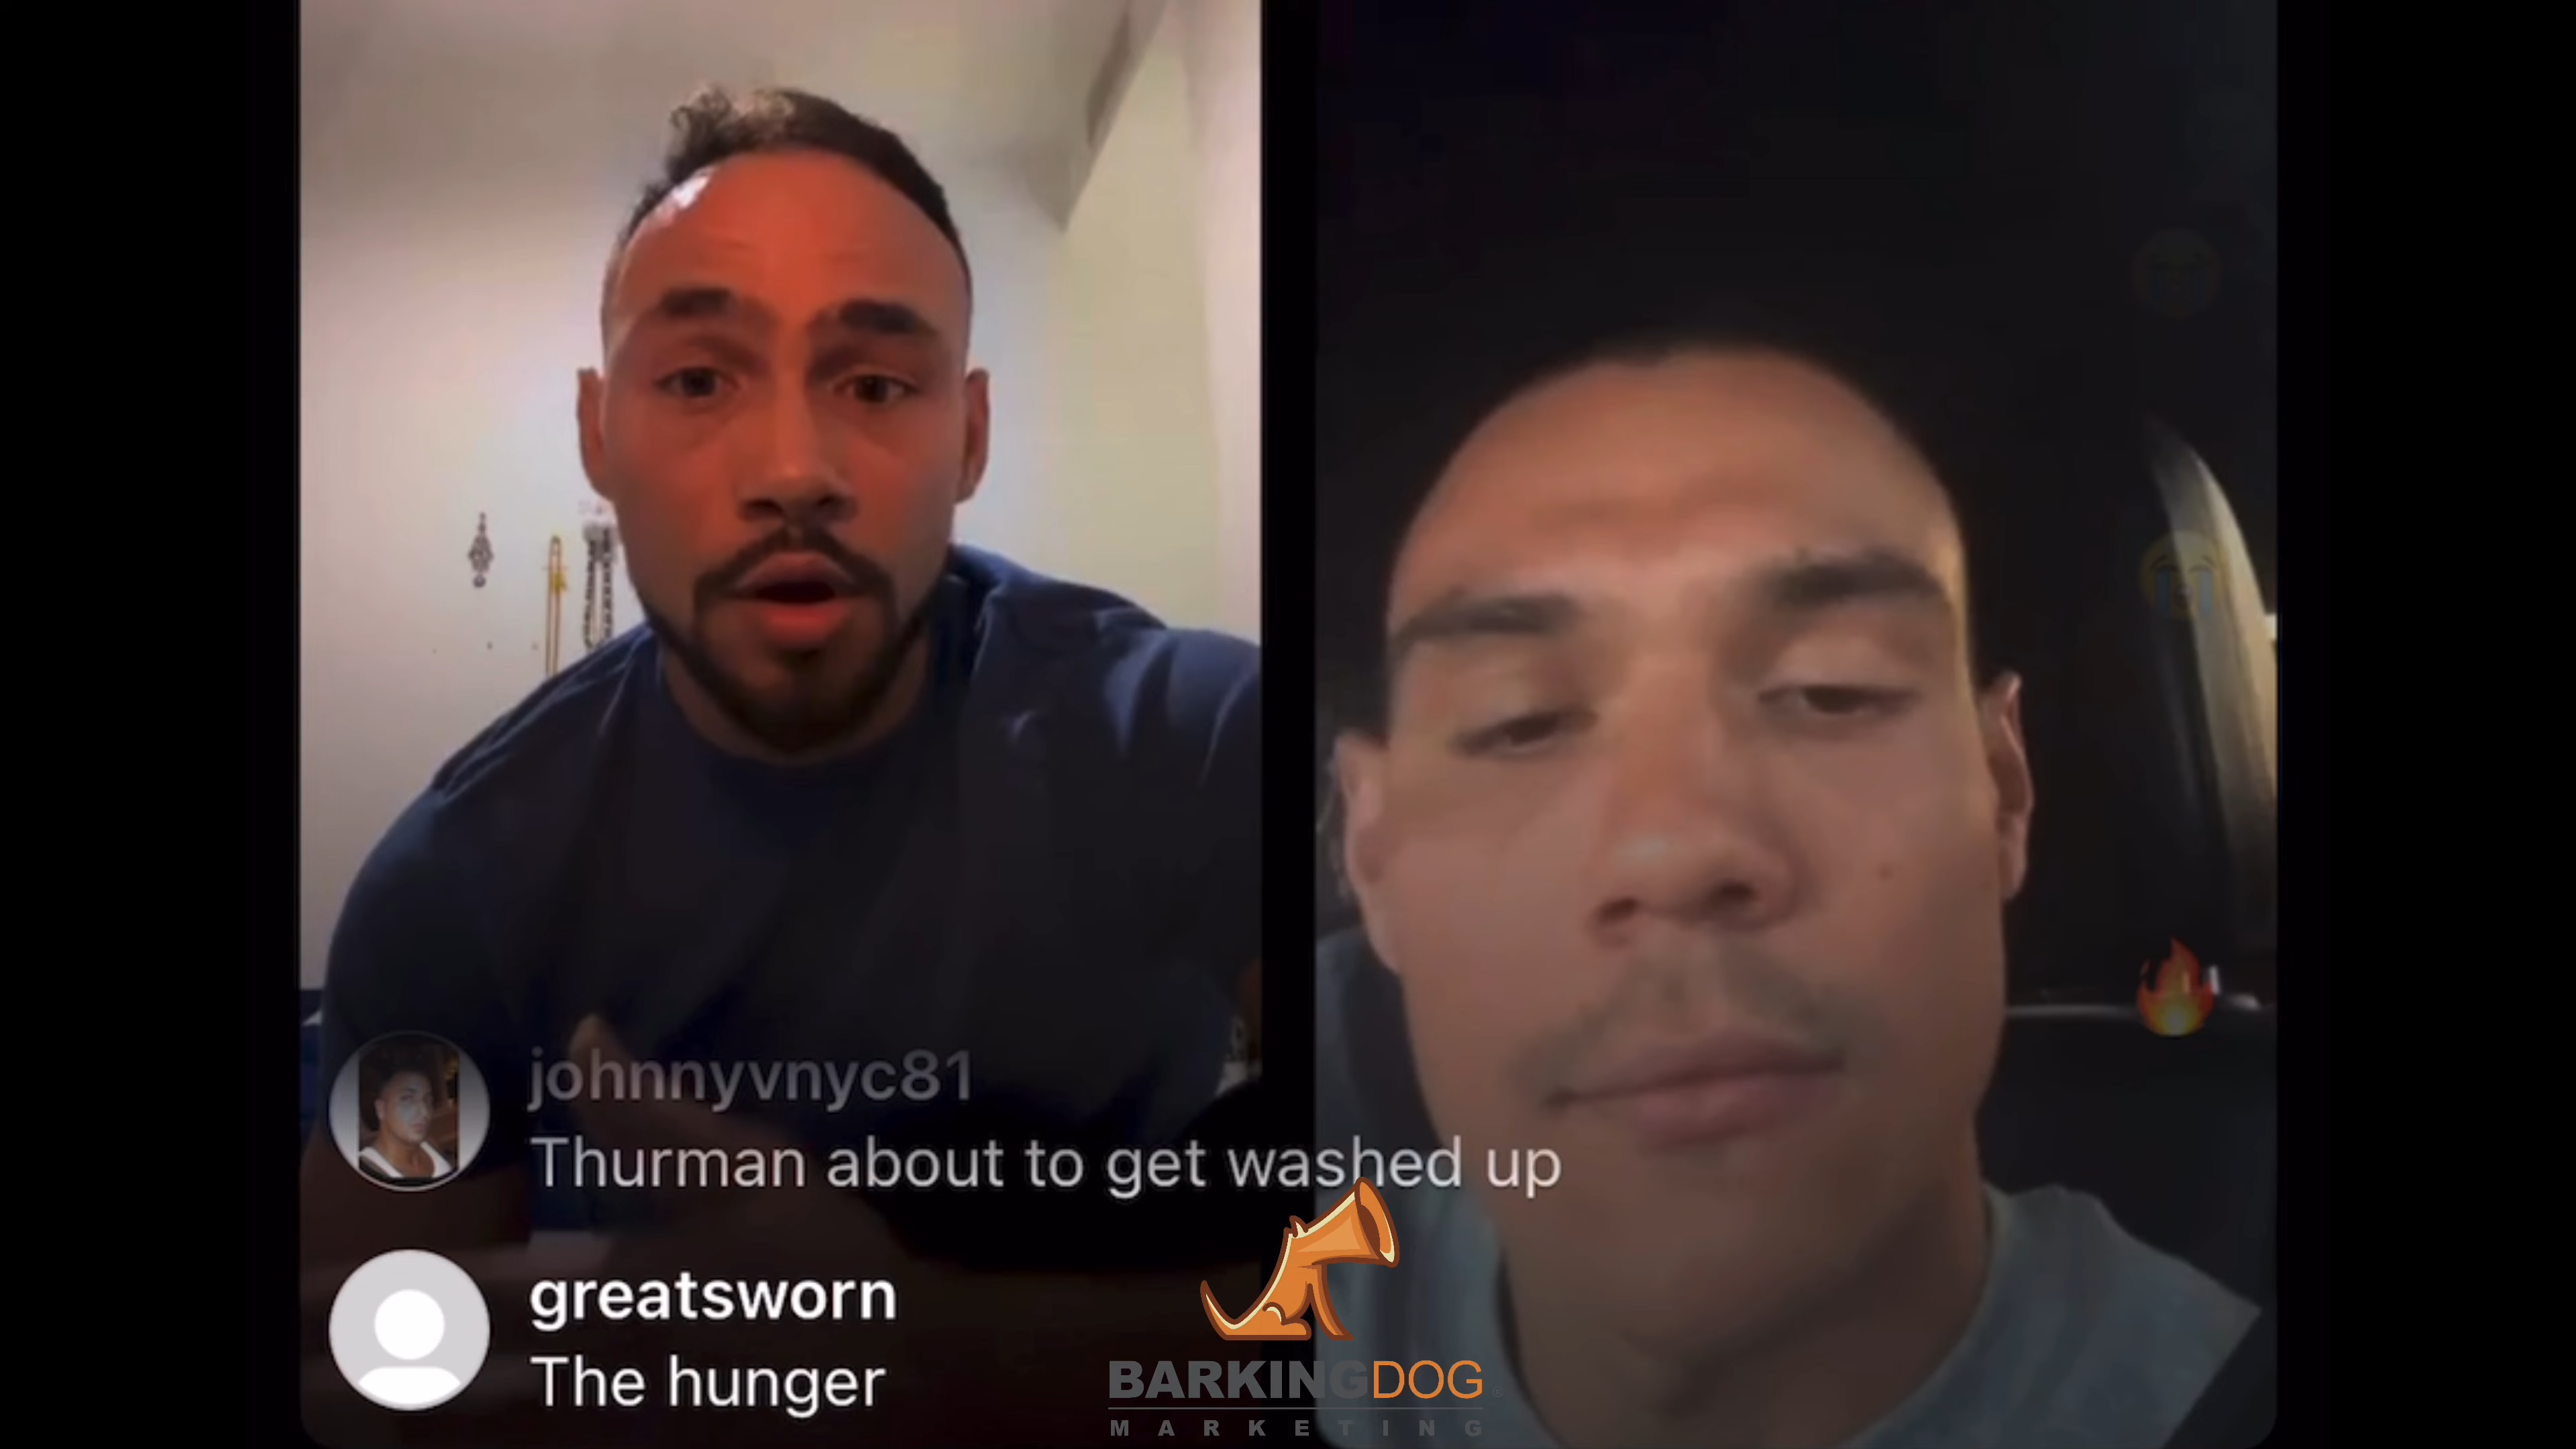 johnnyvnyc81
Thurman about to get washed up
greatsworn
The hunger
BARKINGDOG
MARKETING